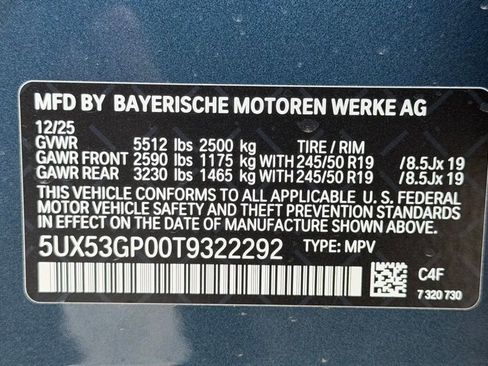 MFD BY BAYERISCHE MOTOREN WERKE AG
12/25
GVWR 5512 lbs 2500 kg TIRE / RIM
GAWR FRONT 2590 lbs 1175 kg WITH 245/50 R19 /8.5Jx 19
GAWR REAR 3230 lbs 1465 kg WITH 245/50 R19 /8.5Jx 19
THIS VEHICLE CONFORMS TO ALL APPLICABLE U. S. FEDERAL
MOTOR VEHICLE SAFETY AND THEFT PREVENTION
STANDARDS IN EFFECT ON THE DATE OF MANUFACTURE SHOWN ABOVE.
5UX53GP00T9322292 TYPE: MPV
C4F
7 320 730